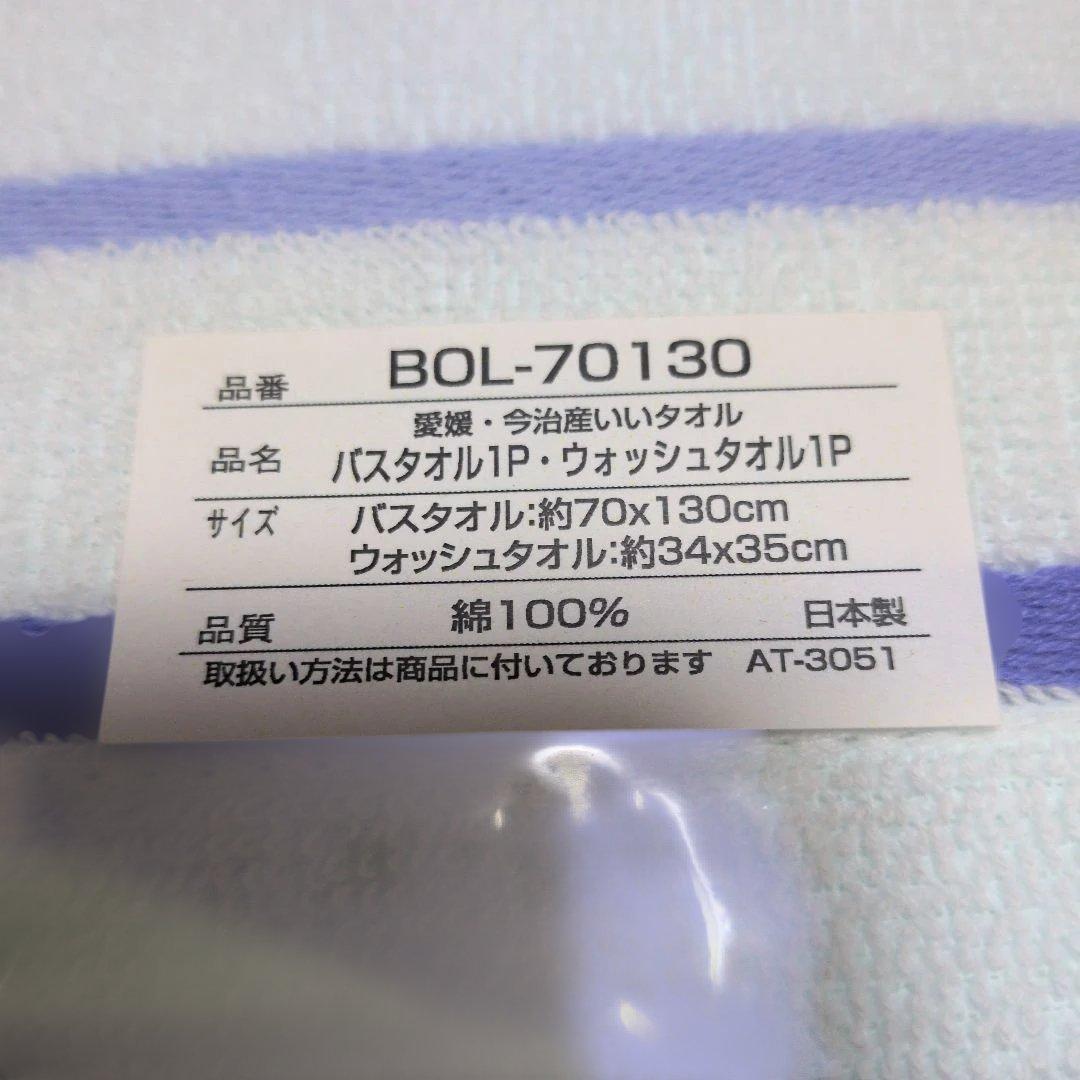 品番 BOL-70130
愛媛・今治産いいタオル
品名 バスタオル1P・ウォッシュタオル1P
サイズ バスタオル:約70x130cm
ウォッシュタオル:約34x35cm
品質 綿100% 日本製
取扱い方法は商品に付いております AT-3051